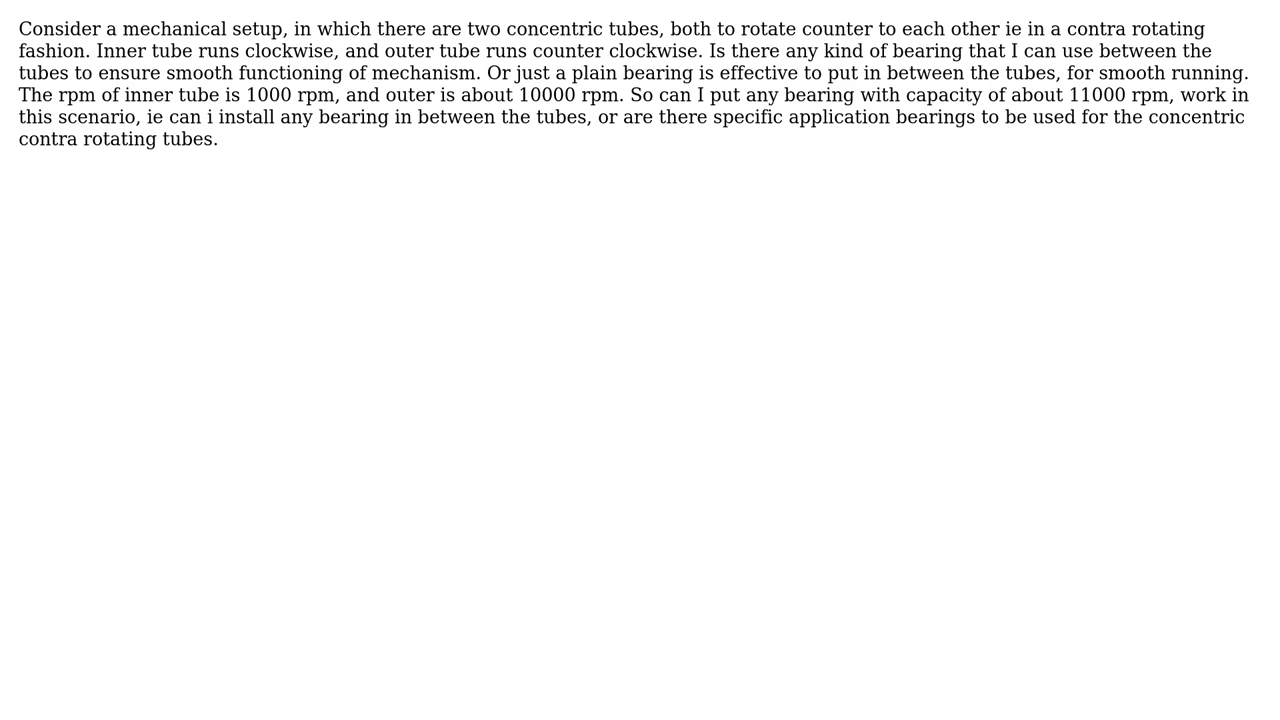 Consider a mechanical setup, in which there are two concentric tubes, both to rotate counter to each other ie in a contra rotating
fashion. Inner tube runs clockwise, and outer tube runs counter clockwise. Is there any kind of bearing that I can use between the
tubes to ensure smooth functioning of mechanism. Or just a plain bearing is effective to put in between the tubes, for smooth running.
The rpm of inner tube is 1000 rpm, and outer is about 10000 rpm. So can I put any bearing with capacity of about 11000 rpm, work in
this scenario, ie can i install any bearing in between the tubes, or are there specific application bearings to be used for the concentric
contra rotating tubes.